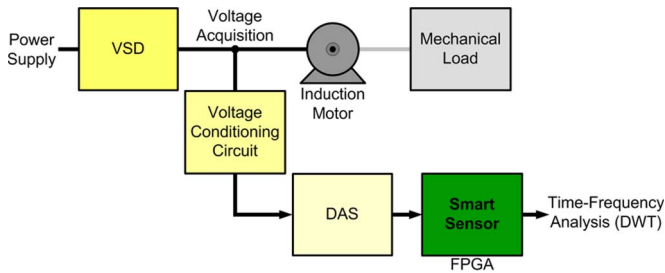 Power
Supply
VSD
Voltage
Acquisition
Induction
Motor
Mechanical
Load
Voltage
Conditioning
Circuit
DAS
Smart
Sensor
FPGA
Time-Frequency
Analysis (DWT)